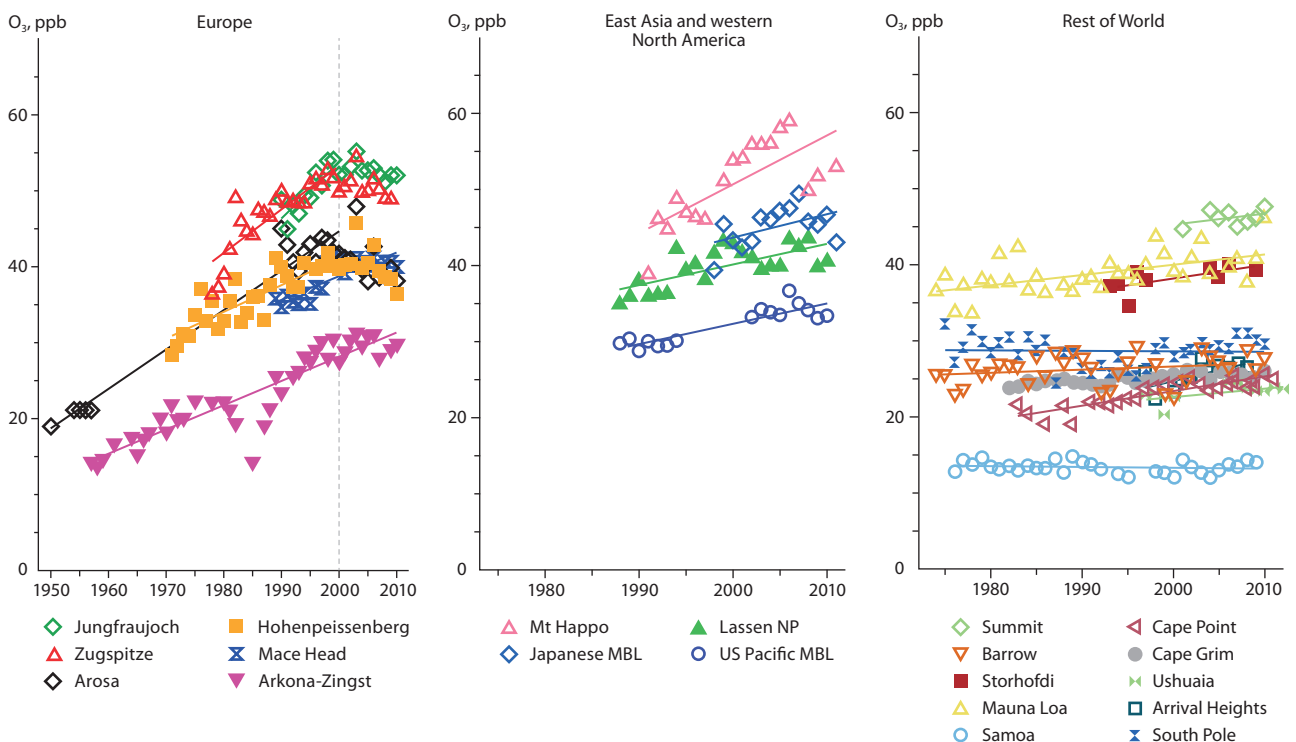 O₃, ppb
Europe
60
40
20
0
1950
1960
1970
1980
1990
2000
2010
Jungfraujoch
Zugspitze
Arosa
Hohenpeissenberg
Mace Head
Arkona-Zingst
O₃, ppb
East Asia and western
North America
60
40
20
0
1980
1990
2000
2010
Mt Happo
Japanese MBL
Lassen NP
US Pacific MBL
O₃, ppb
Rest of World
60
40
20
0
1980
1990
2000
2010
Summit
Barrow
Storhofdi
Mauna Loa
Samoa
Cape Point
Cape Grim
Ushuaia
Arrival Heights
South Pole